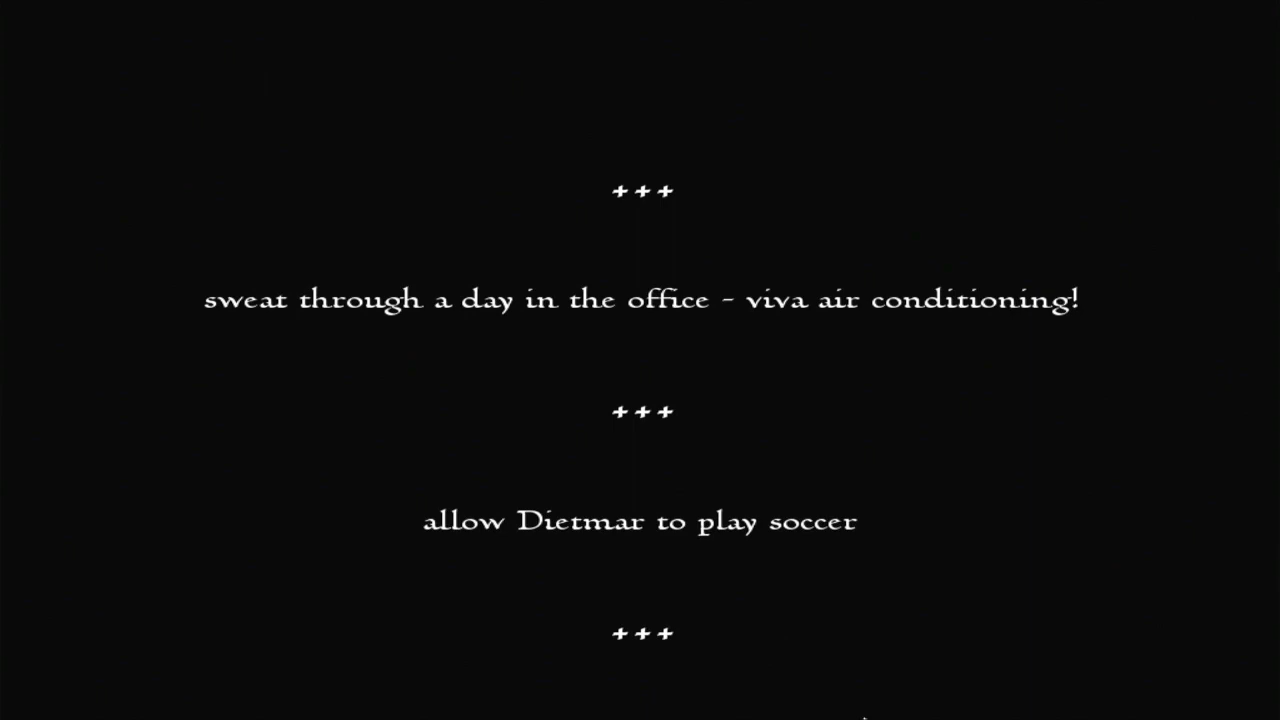 +++
sweat through a day in the office - viva air conditioning!
+++
allow Dietmar to play soccer
+++